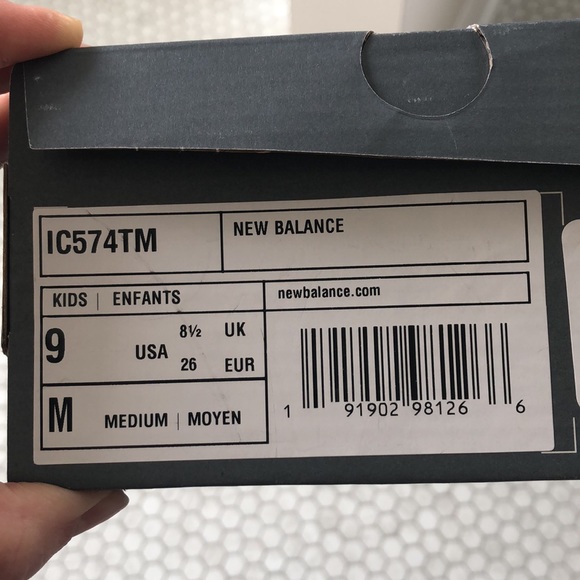 IC574TM
NEW BALANCE
KIDS | ENFANTS
newbalance.com
9 USA 8½ UK
26 EUR
M MEDIUM | MOYEN
1 91902 98126 6